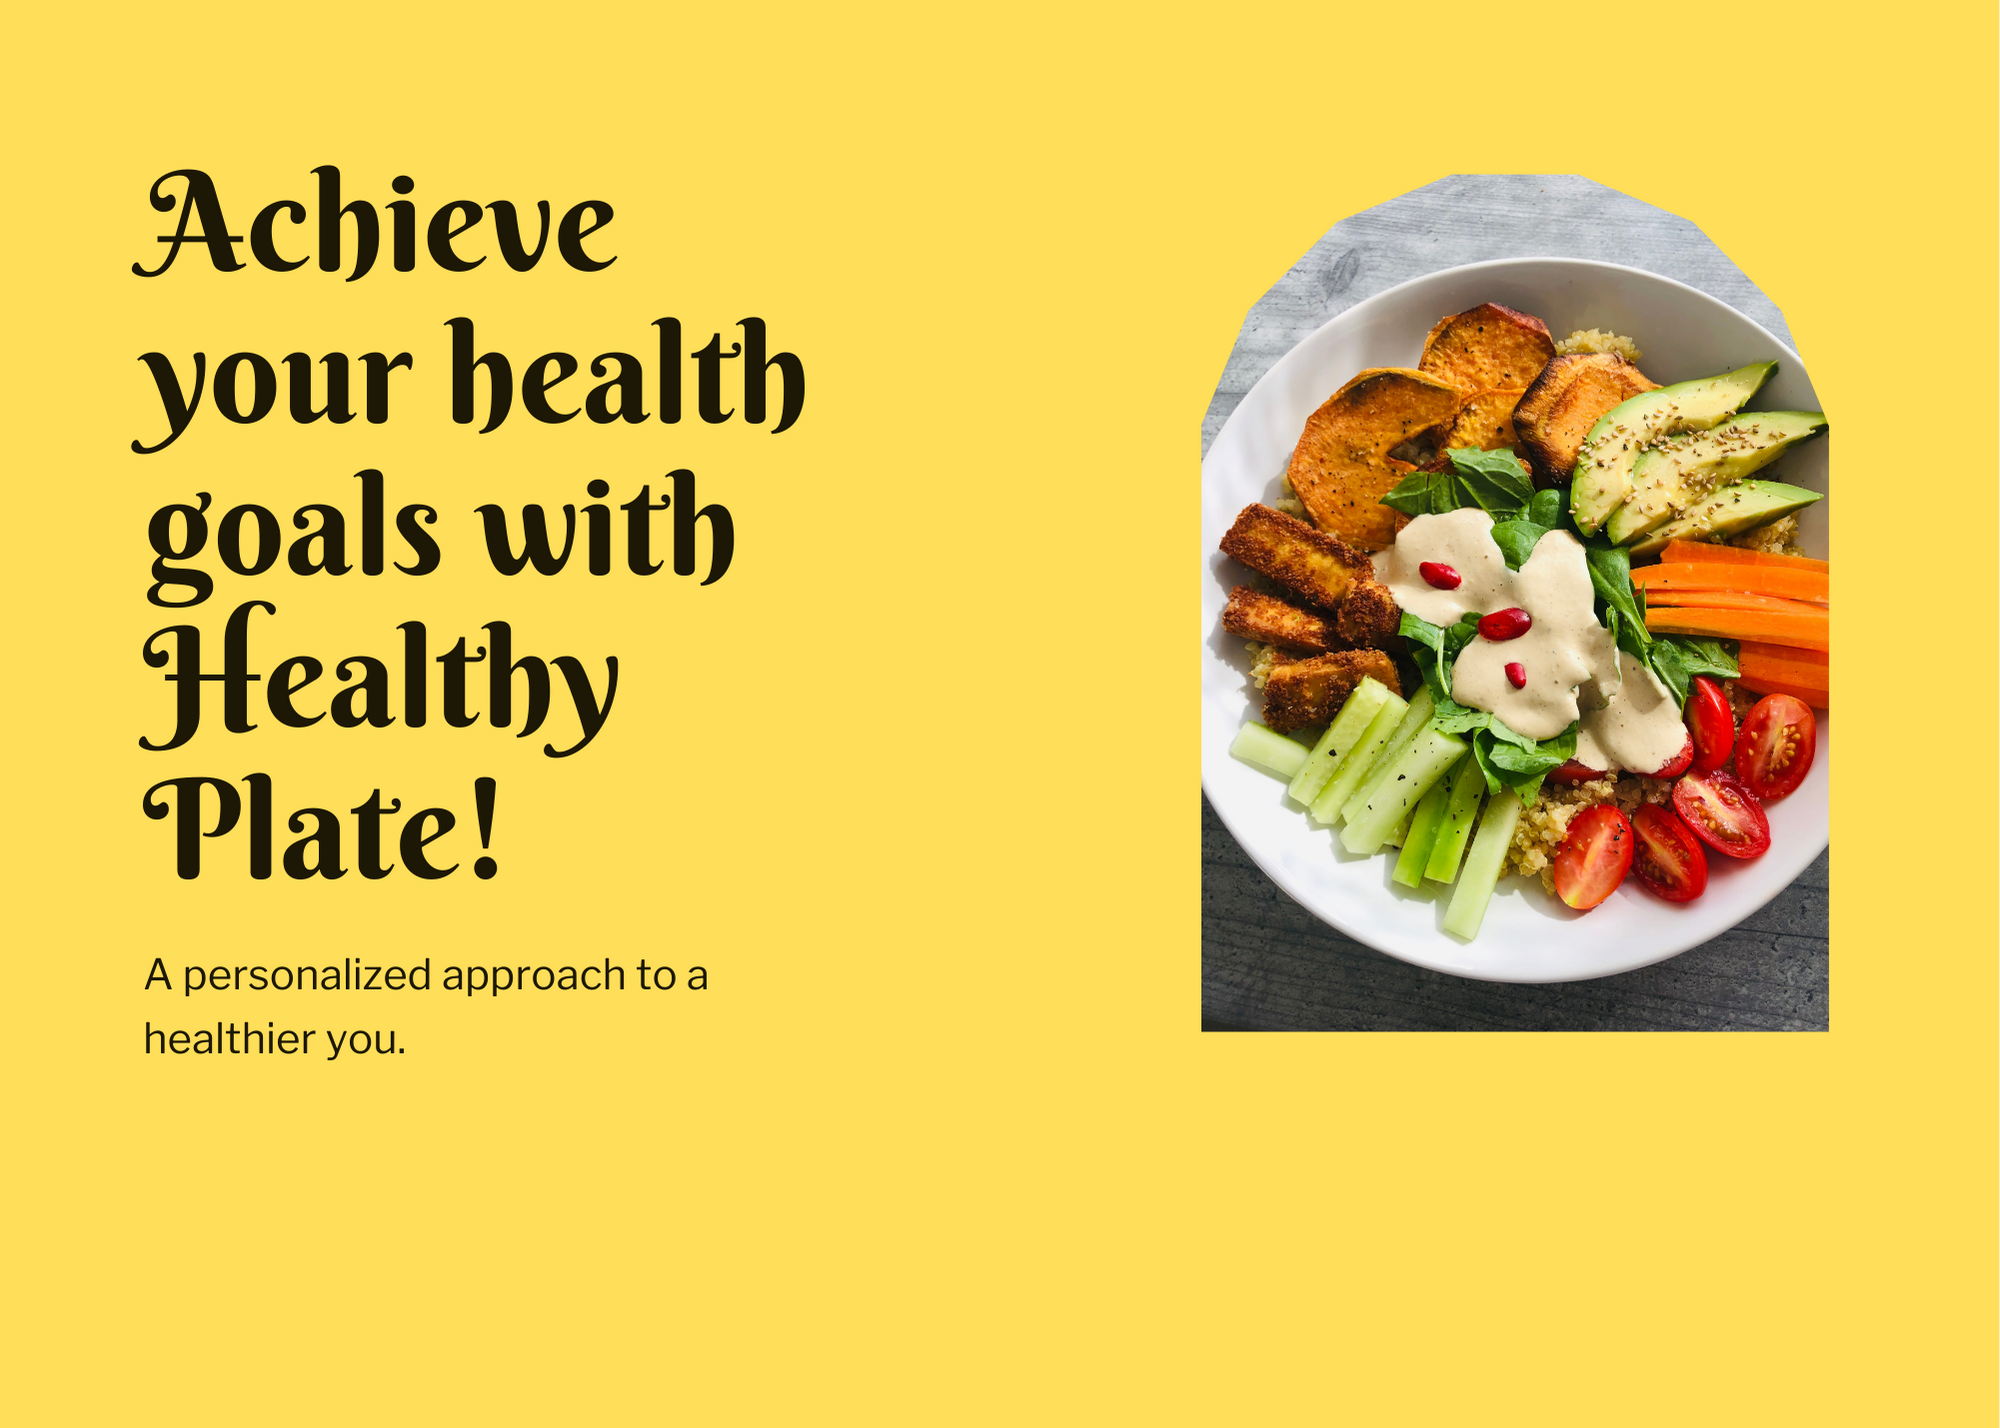 Achieve
your health
goals with
Healthy
Plate!
A personalized approach to a
healthier you.